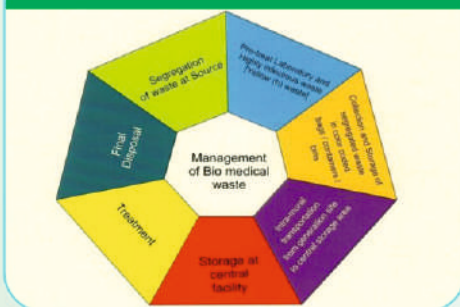 Management
of Bio medical
waste
Segregation
of waste at Source
Pre-treat Laboratory and
Highly infectious waste
[Yellow (h) waste]
Collection and Storage of
segregated waste
in color coded
bags / containers /
bins
Intra-mural
transportation
from generation site
to central storage area
Storage at
central
facility
Treatment
Final
Disposal